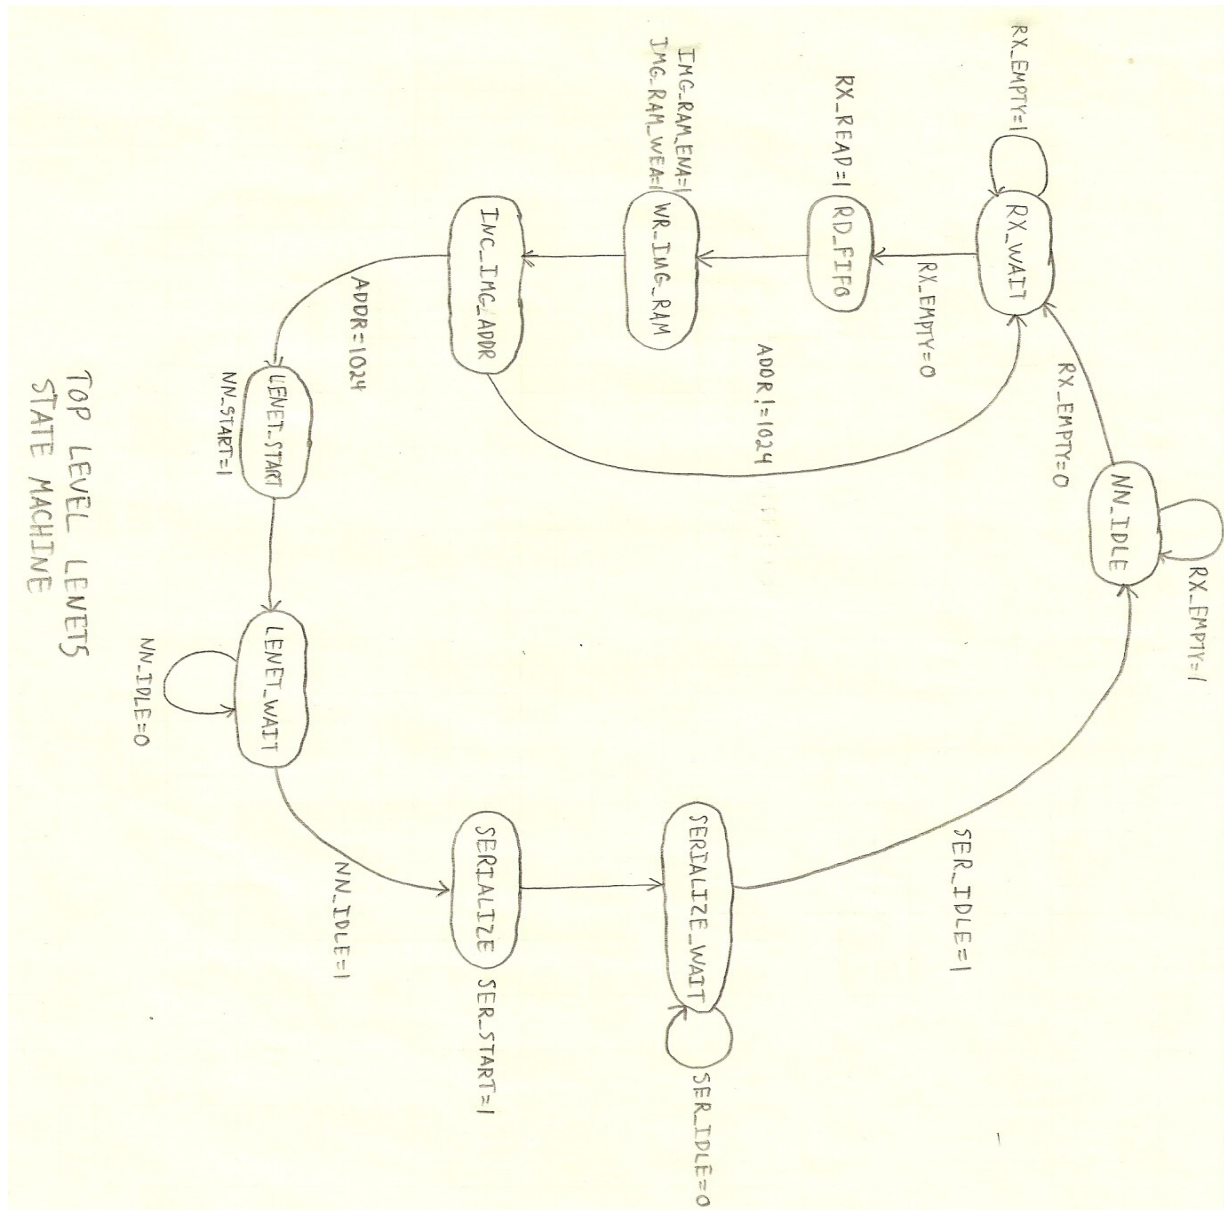 RX_EMPTY=1
NN_IDLE
RX_EMPTY=0
RX_EMPTY=1
RX_WAIT
SER_IDLE=1
RX_EMPTY=0
RX_READ=1
RD_FIFO
ADDR!=1024
SERIALIZE_WAIT
SER_IDLE=0
IMG_RAM_ENA=1
IMG_RAM_WEA=1
WR_IMG_RAM
INC_IMG_ADDR
SERIALIZE
SER_START=1
ADDR=1024
NN_IDLE=1
LENET_START
LENET_WAIT
NN_START=1
NN_IDLE=0
TOP LEVEL LENET5
STATE MACHINE